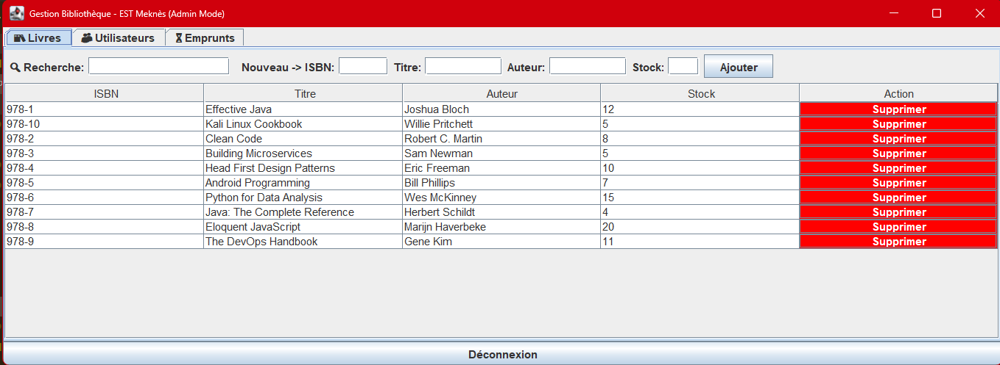 Gestion Bibliothèque - EST Meknès (Admin Mode)
Livres Utilisateurs Emprunts
Recherche: Nouveau -> ISBN: Titre: Auteur: Stock: Ajouter
ISBN Titre Auteur Stock Action
978-1 Effective Java Joshua Bloch 12 Supprimer
978-10 Kali Linux Cookbook Willie Pritchett 5 Supprimer
978-2 Clean Code Robert C. Martin 8 Supprimer
978-3 Building Microservices Sam Newman 5 Supprimer
978-4 Head First Design Patterns Eric Freeman 10 Supprimer
978-5 Android Programming Bill Phillips 7 Supprimer
978-6 Python for Data Analysis Wes McKinney 15 Supprimer
978-7 Java: The Complete Reference Herbert Schildt 4 Supprimer
978-8 Eloquent JavaScript Marijn Haverbeke 20 Supprimer
978-9 The DevOps Handbook Gene Kim 11 Supprimer
Déconnexion